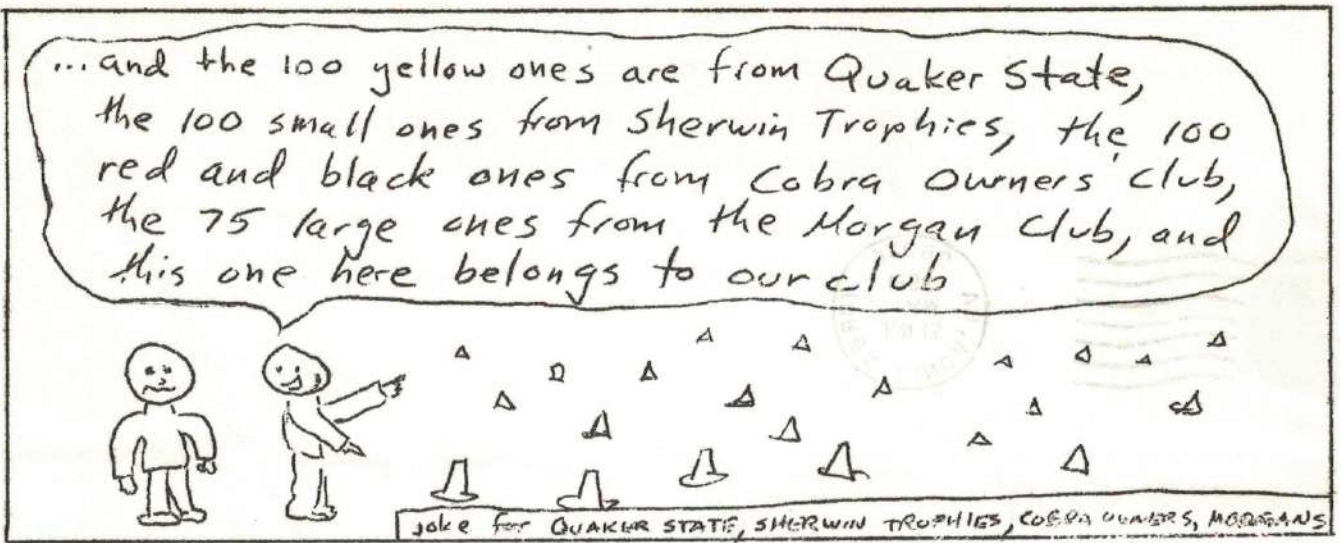 ...and the 100 yellow ones are from Quaker State,
the 100 small ones from Sherwin Trophies, the 100
red and black ones from Cobra Owners Club,
the 75 large ones from the Morgan Club, and
this one here belongs to our club
joke for QUAKER STATE, SHERWIN TROPHIES, COBRA OWNERS, MORGANS